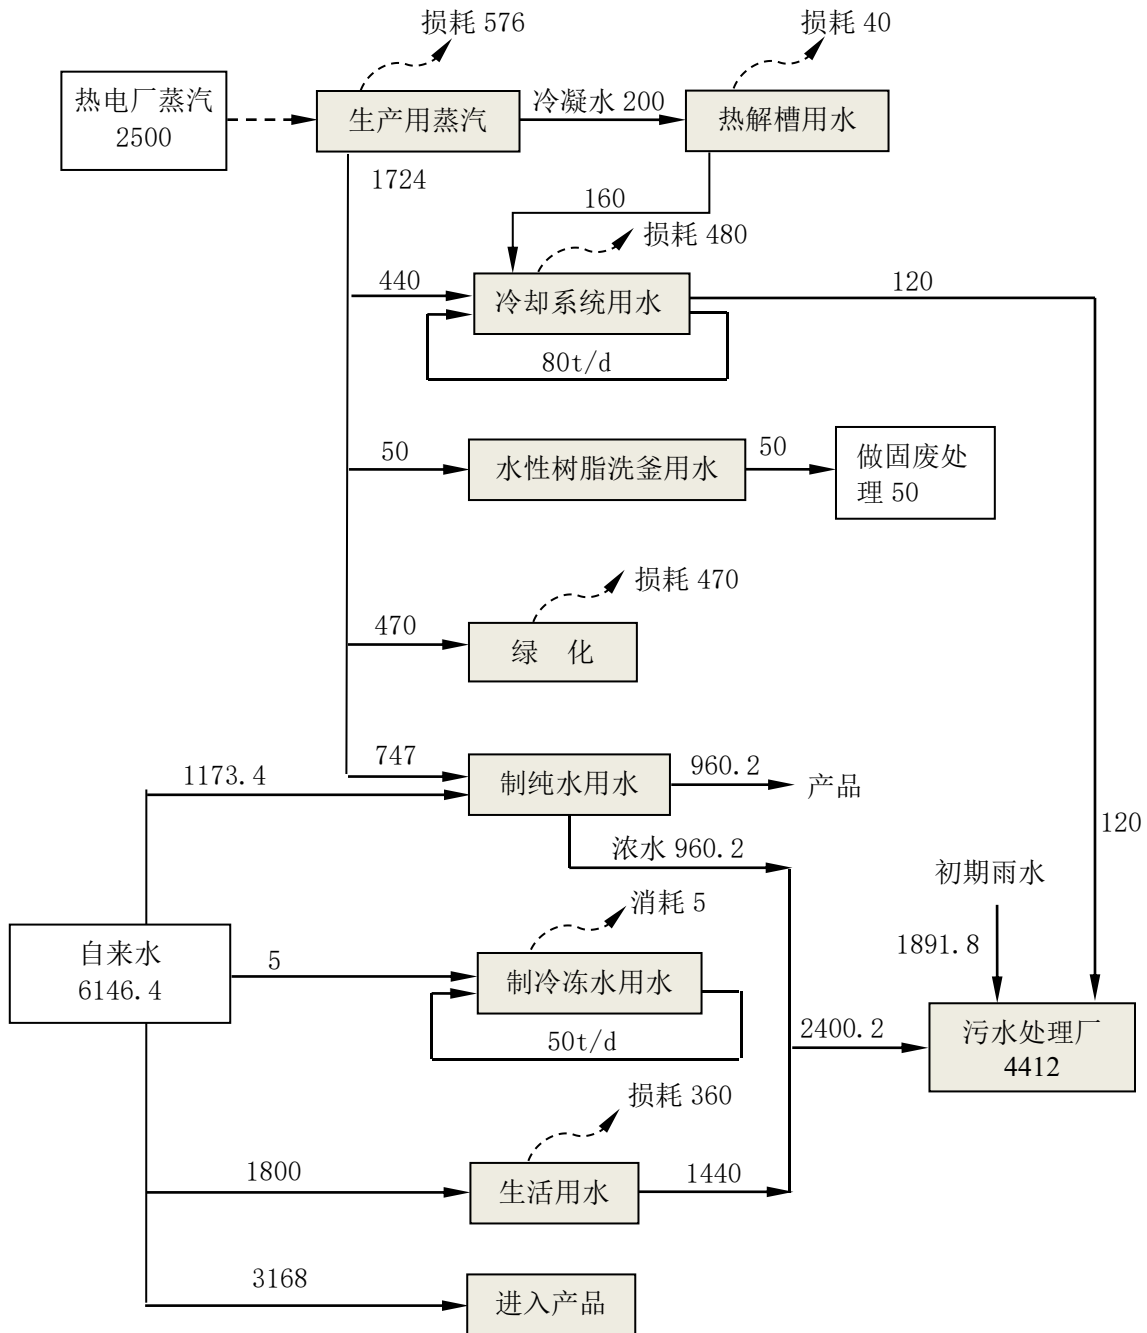 损耗 576
损耗 40
热电厂蒸汽
2500
生产用蒸汽
冷凝水 200
热解槽用水
1724
160
损耗 480
440
冷却系统用水
120
80t/d
50
水性树脂洗釜用水
50
做固废处
理 50
损耗 470
470
绿 化
747
1173.4
制纯水用水
960.2
产品
120
浓水 960.2
初期雨水
消耗 5
1891.8
自来水
6146.4
5
制冷冻水用水
50t/d
2400.2
污水处理厂
4412
损耗 360
1800
生活用水
1440
3168
进入产品